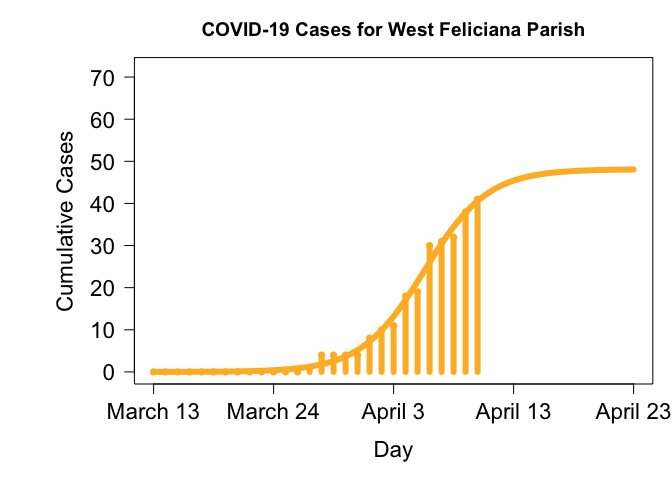 COVID-19 Cases for West Feliciana Parish
70
60
50
40
30
20
10
0
Cumulative Cases
March 13 March 24 April 3 April 13 April 23
Day